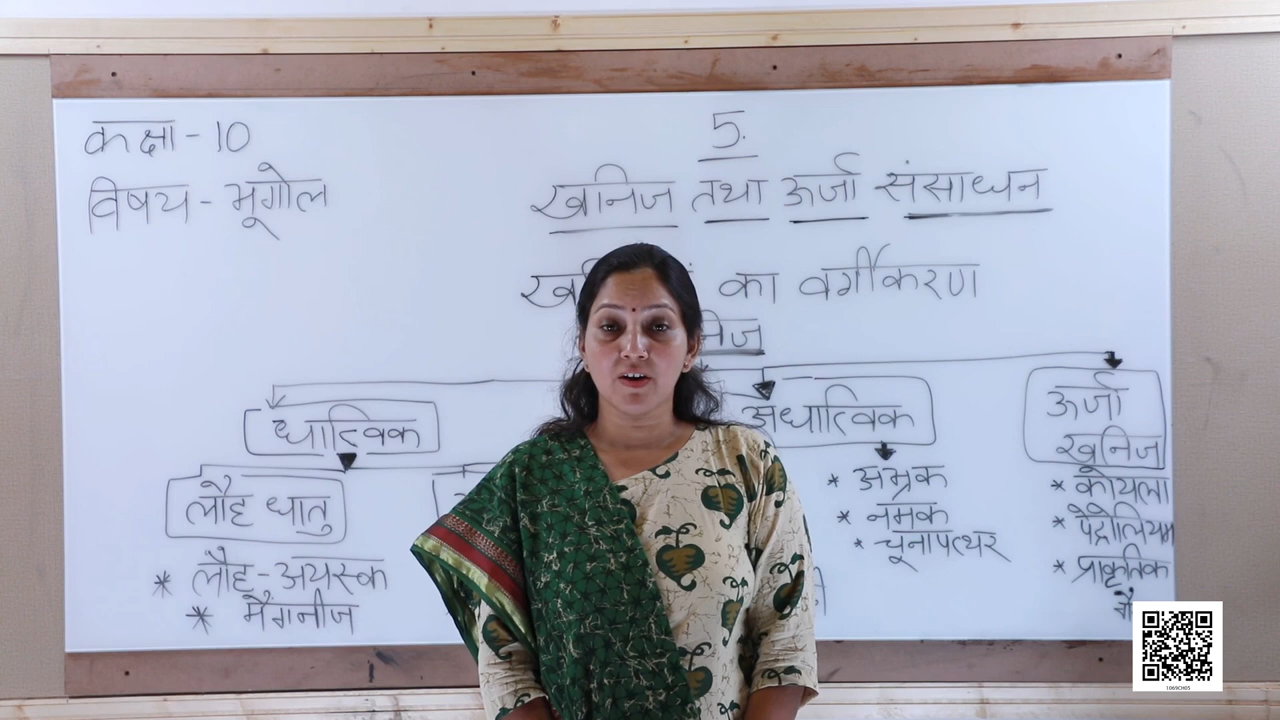 कक्षा - 10
विषय - भूगोल
5.
खनिज तथा ऊर्जा संसाधन
का वर्गीकरण
धात्विक
अधात्विक
ऊर्जा
खनिज
लौह धातु
* लौह-अयस्क
* मैंगनीज
* अभ्रक
* नमक
* चूनापत्थर
* कोयला
* पेट्रोलियम
* प्राकृतिक
1069CH05